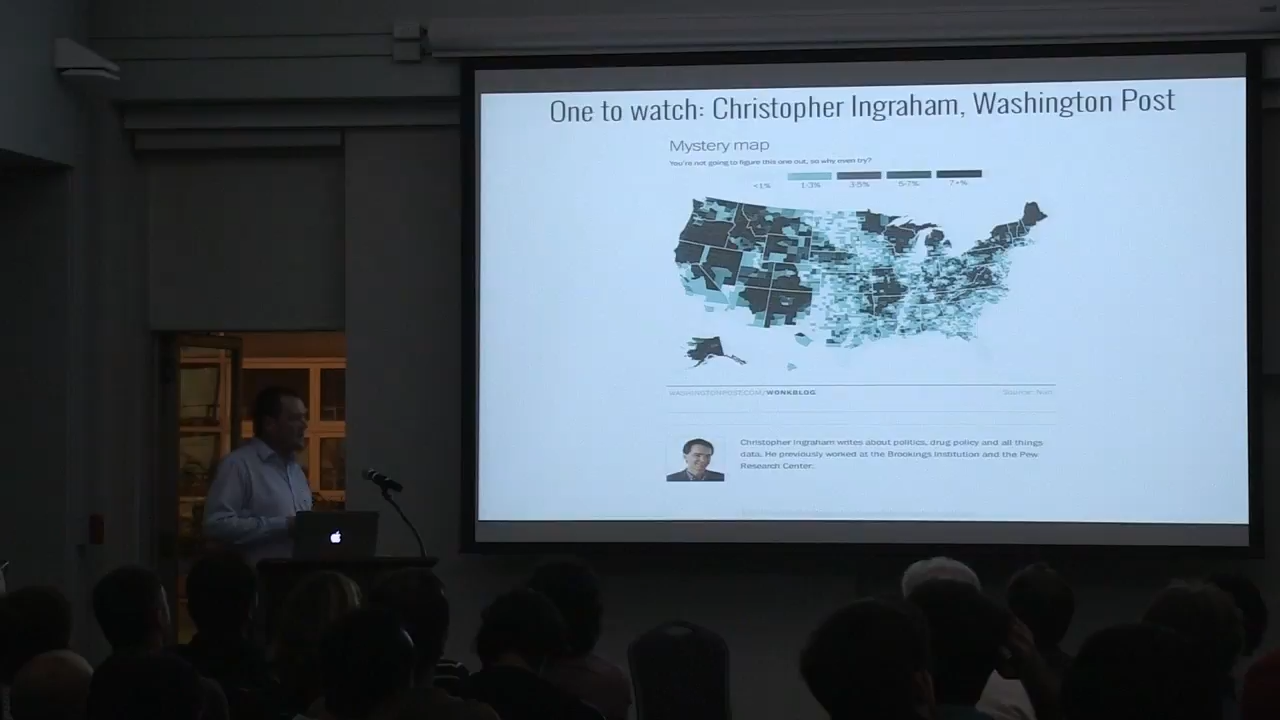 One to watch: Christopher Ingraham, Washington Post
Mystery map
You're not going to figure this one out, so why even try?
<1% 1-3% 3-5% 5-7% 7+%
WASHINGTONPOST.COM/WONKBLOG
Source:
Christopher Ingraham writes about politics, drug policy and all things
data. He previously worked at the Brookings Institution and the Pew
Research Center.